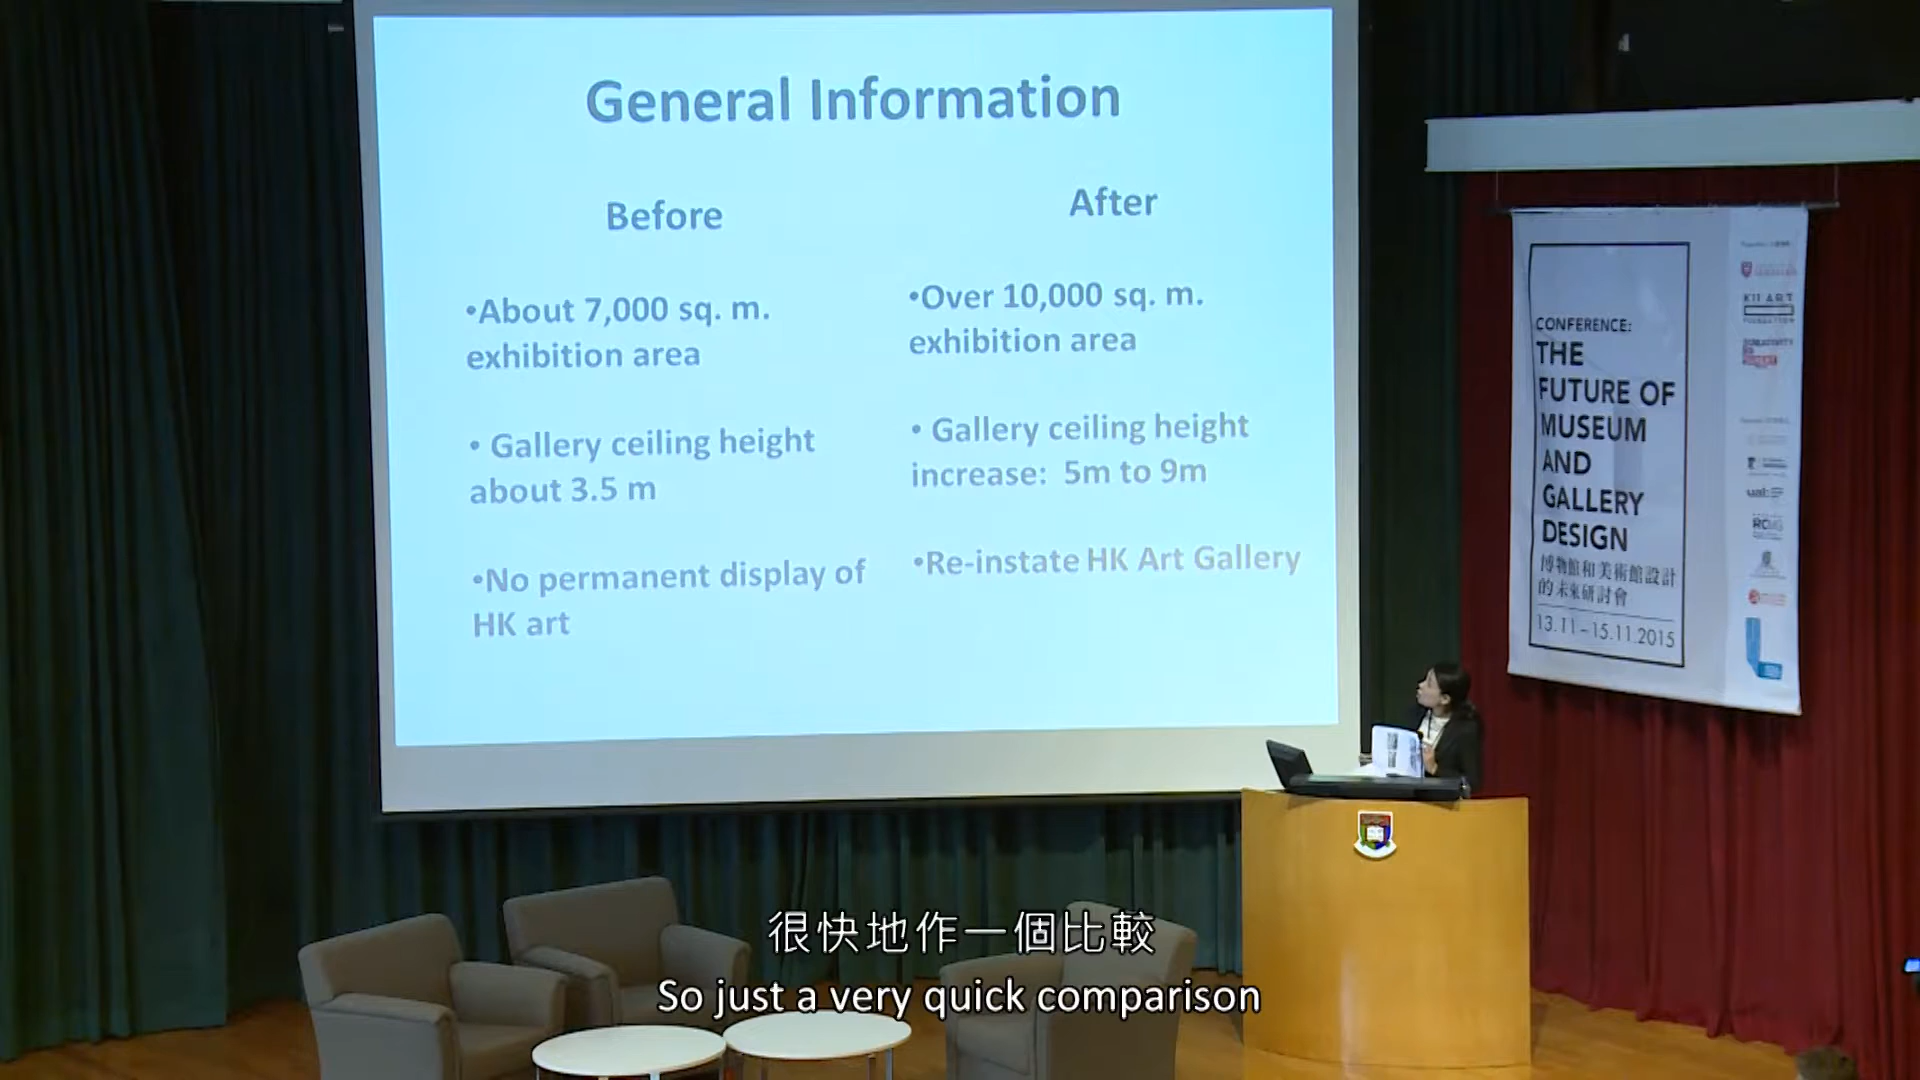 General Information
Before
•About 7,000 sq. m.
exhibition area
• Gallery ceiling height
about 3.5 m
•No permanent display of
HK art
After
•Over 10,000 sq. m.
exhibition area
• Gallery ceiling height
increase: 5m to 9m
•Re-instate HK Art Gallery
CONFERENCE:
THE
FUTURE OF
MUSEUM
AND
GALLERY
DESIGN
博物館和美術館設計
的未來研討會
13.11 – 15.11.2015
K11 ART
FOUNDATION
很快地作一個比較
So just a very quick comparison